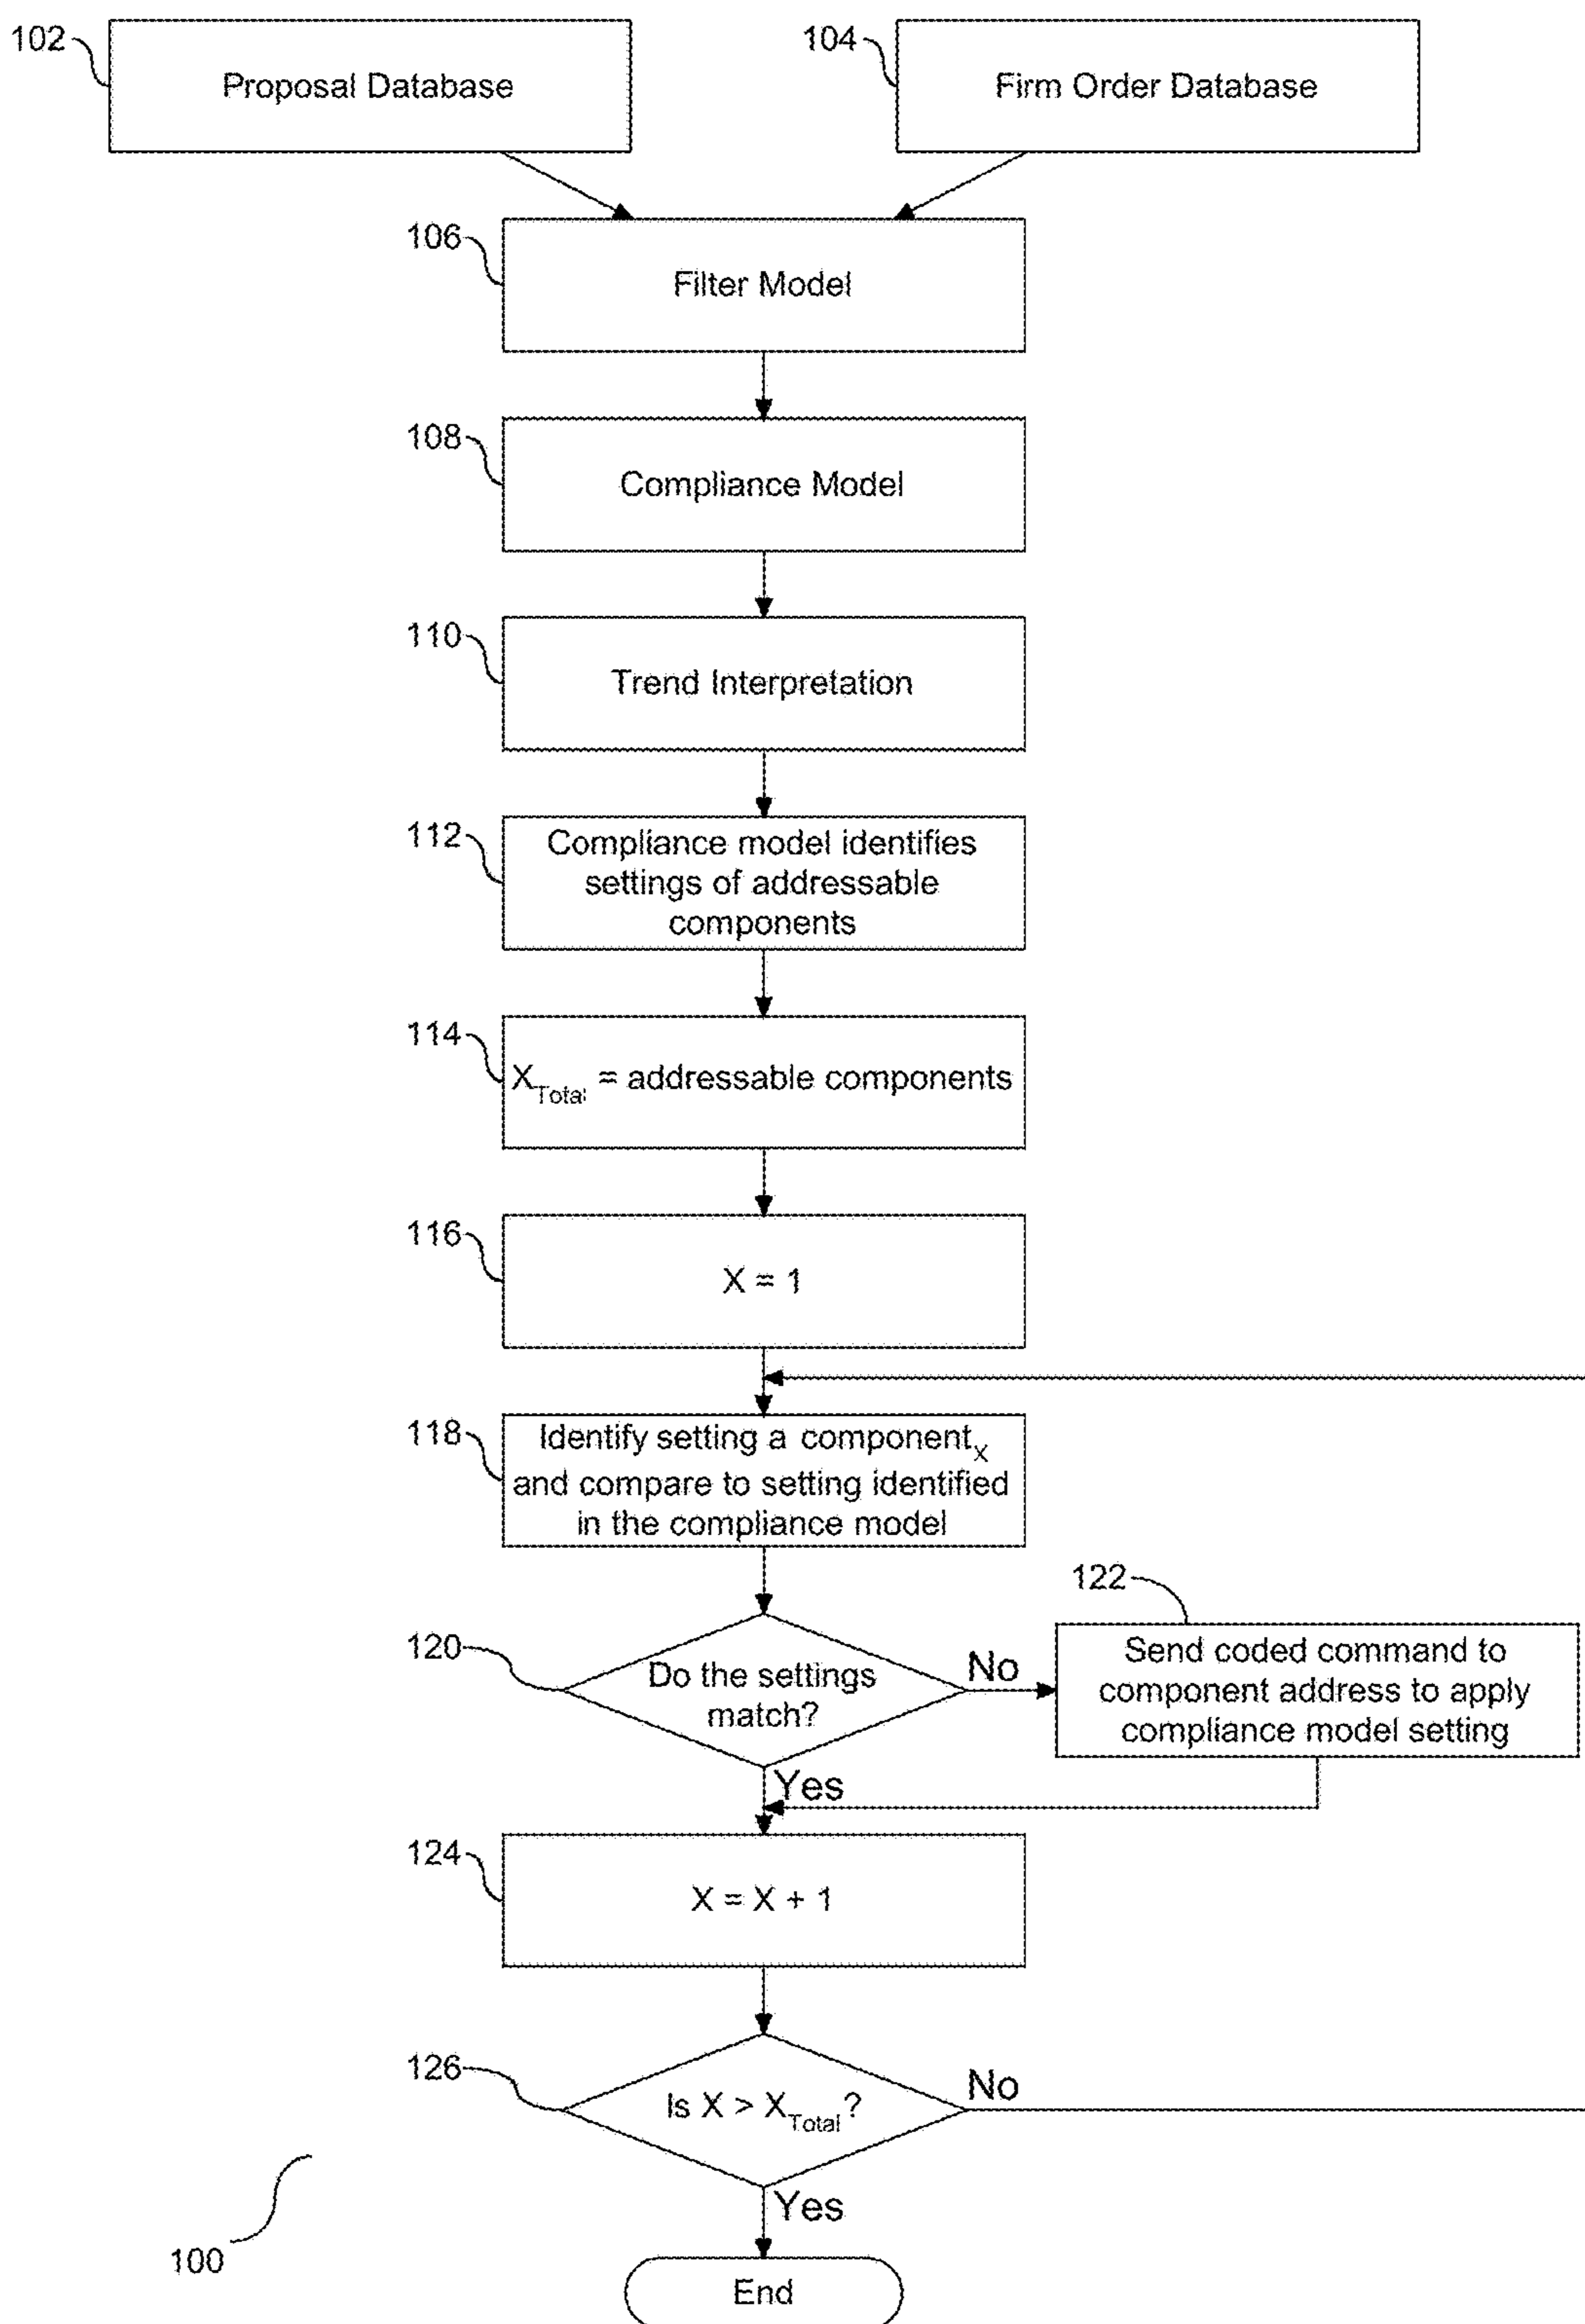 102
Proposal Database
104
Firm Order Database
106
Filter Model
108
Compliance Model
110
Trend Interpretation
112
Compliance model identifies
settings of addressable
components
114
X_Total = addressable components
116
X = 1
118
Identify setting a component_X
and compare to setting identified
in the compliance model
120
Do the settings
match?
No
122
Send coded command to
component address to apply
compliance model setting
Yes
124
X = X + 1
126
Is X > X_Total?
No
Yes
100
End